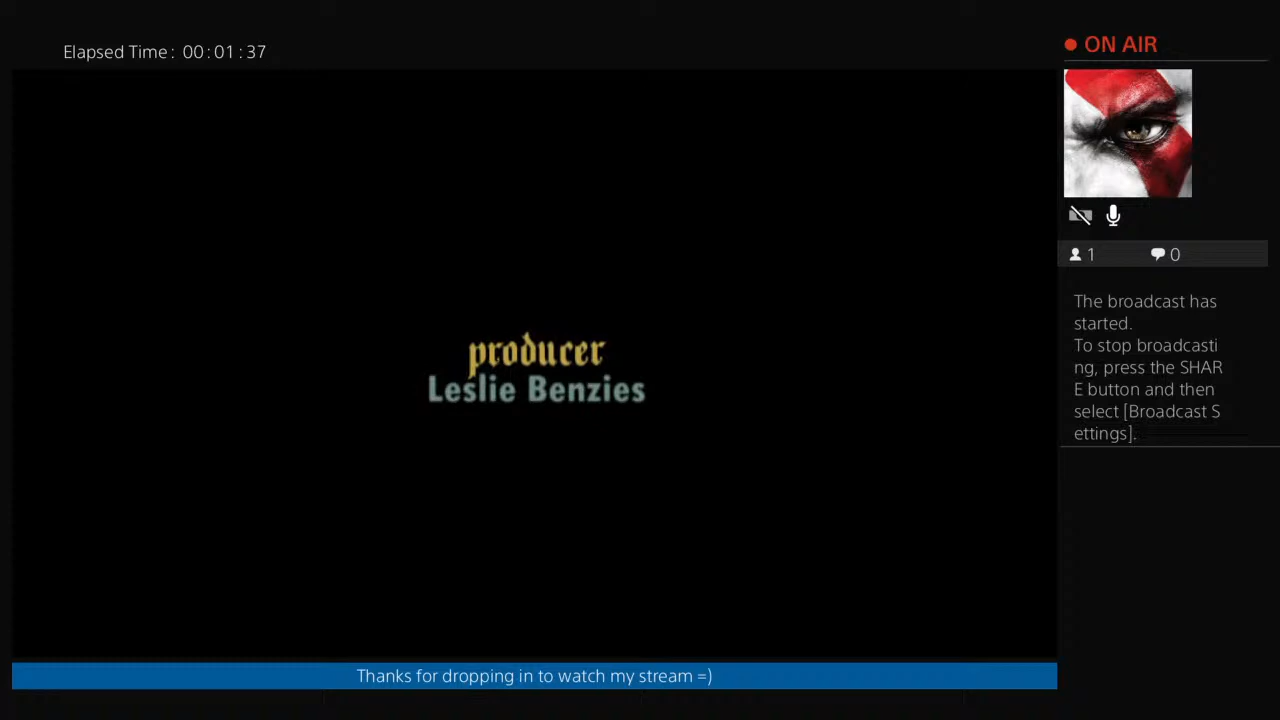 Elapsed Time: 00:01:37
ON AIR
1 0
The broadcast has
started.
To stop broadcasti
ng, press the SHAR
E button and then
select [Broadcast S
ettings].
producer
Leslie Benzies
Thanks for dropping in to watch my stream =)